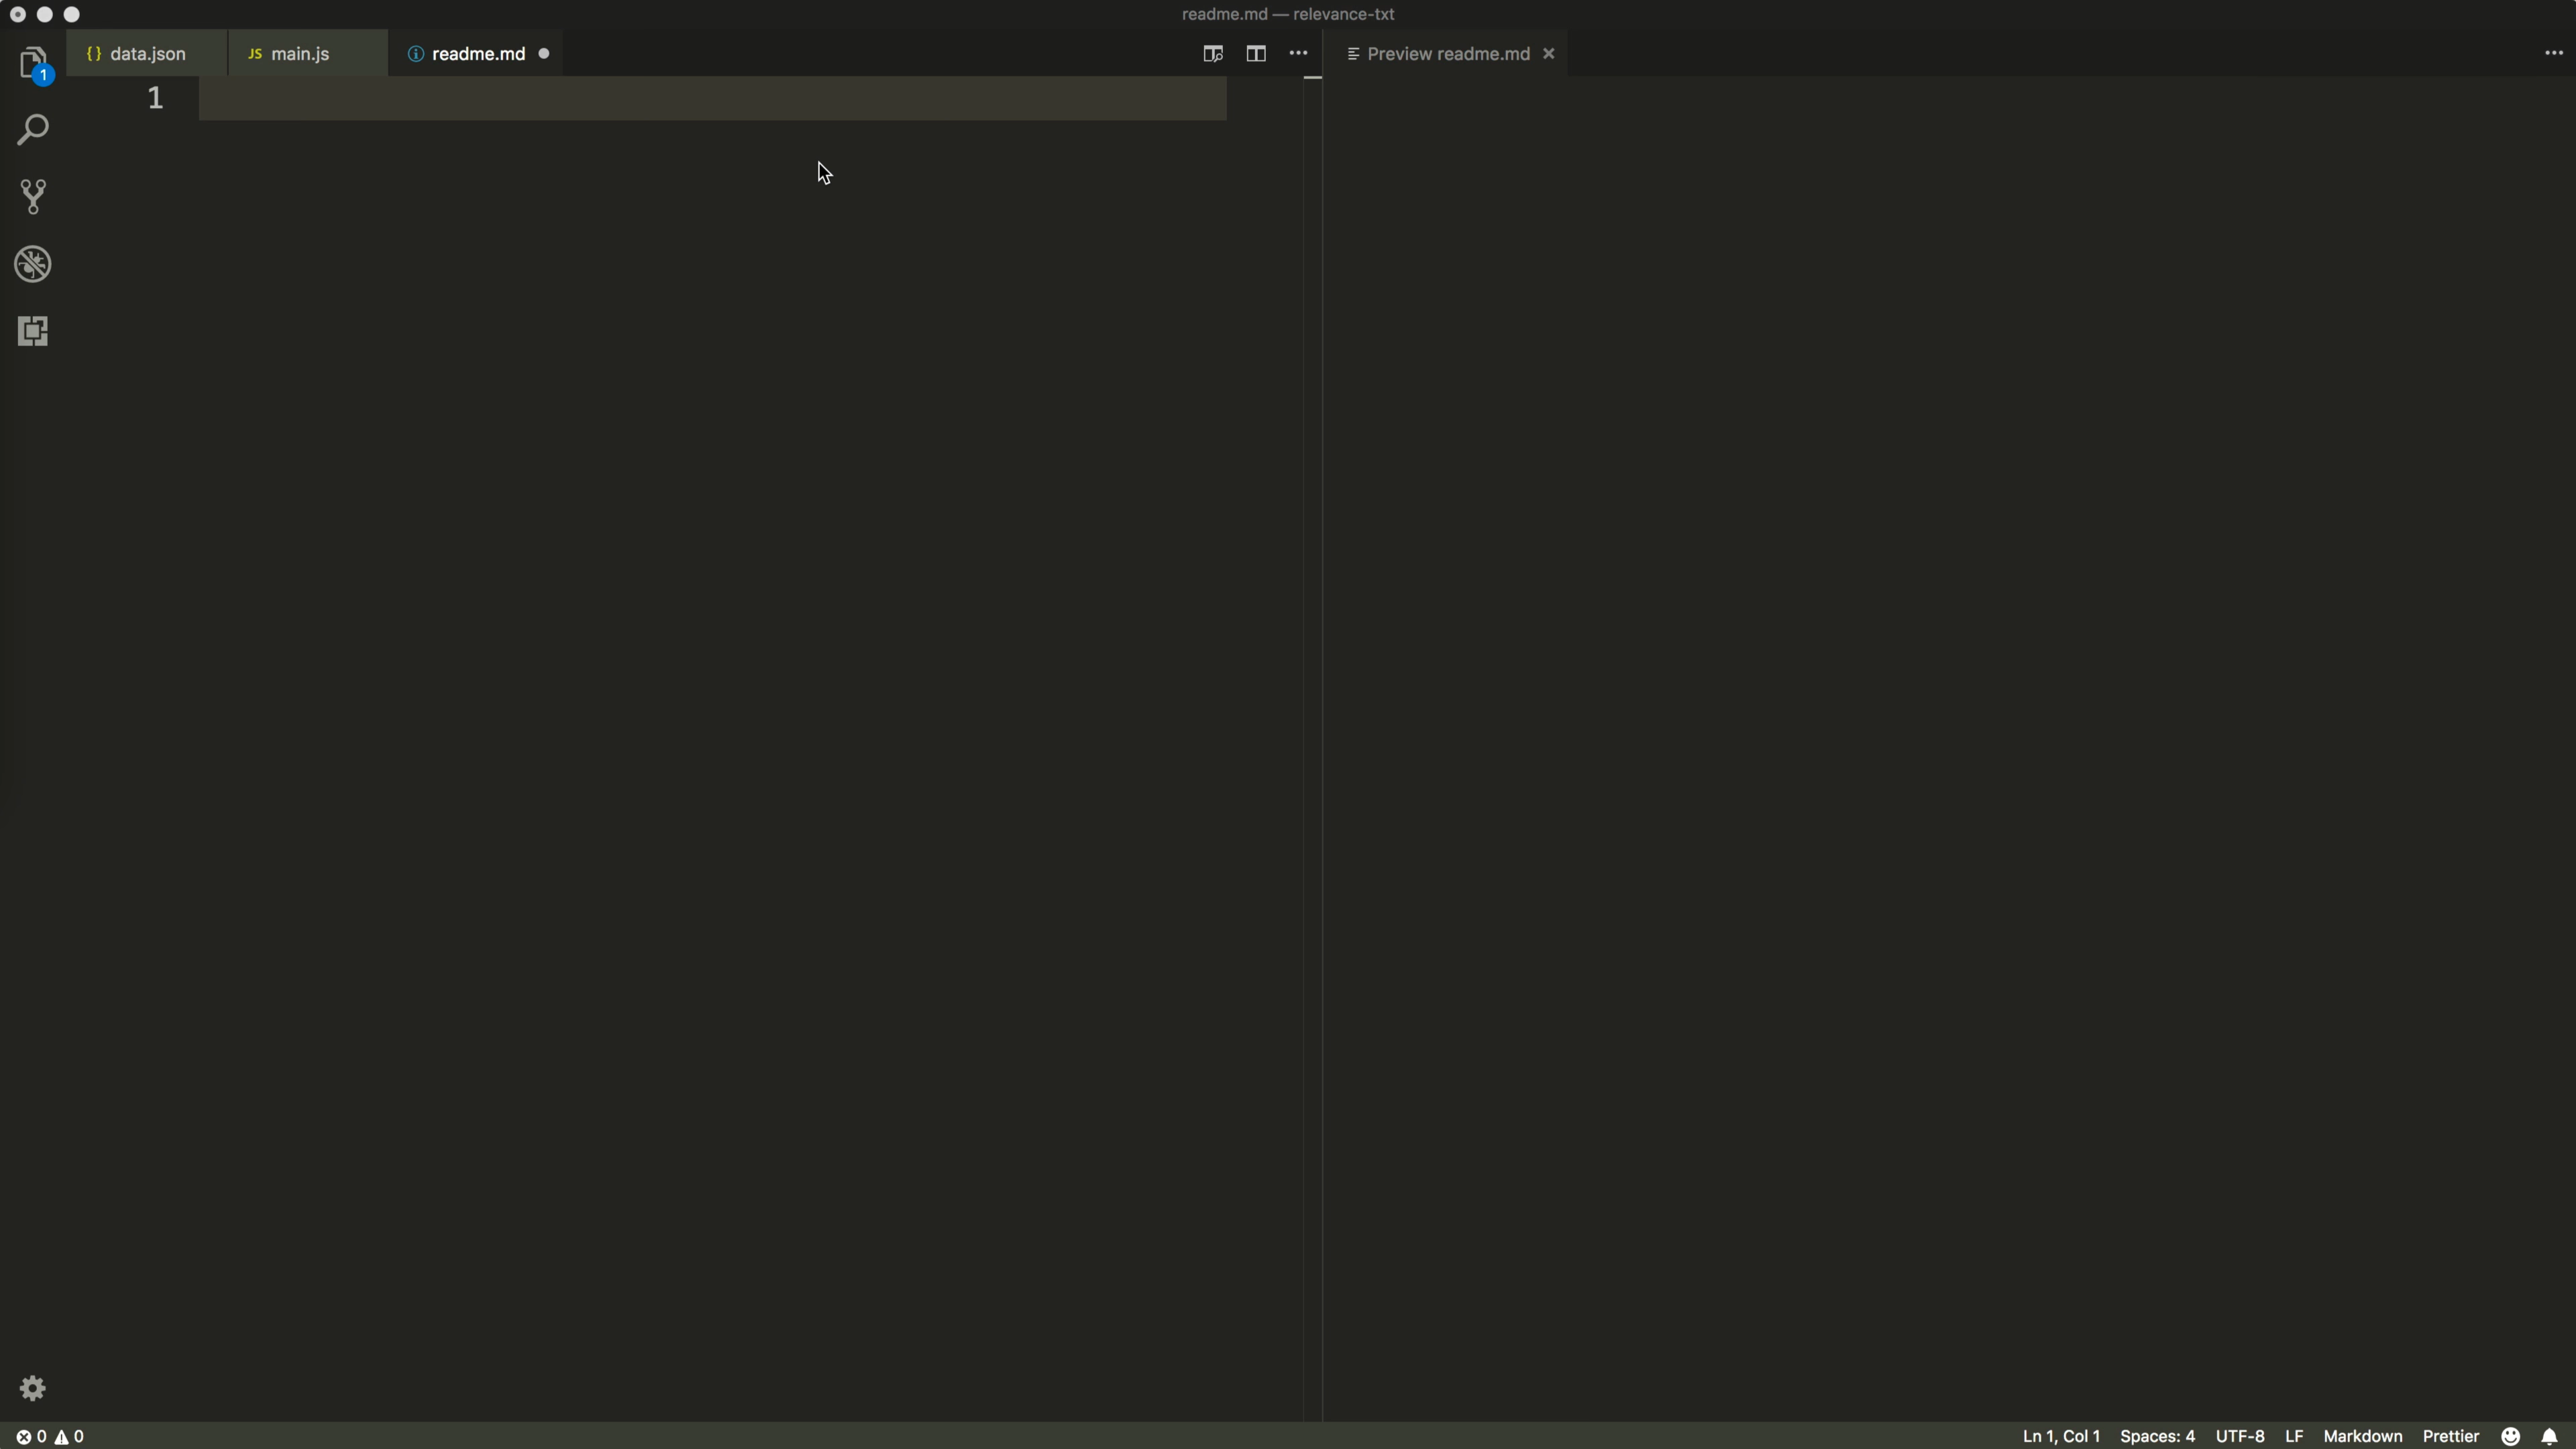 readme.md — relevance-txt
{} data.json JS main.js readme.md
Preview readme.md
1
1
0 0 Ln 1, Col 1 Spaces: 4 UTF-8 LF Markdown Prettier